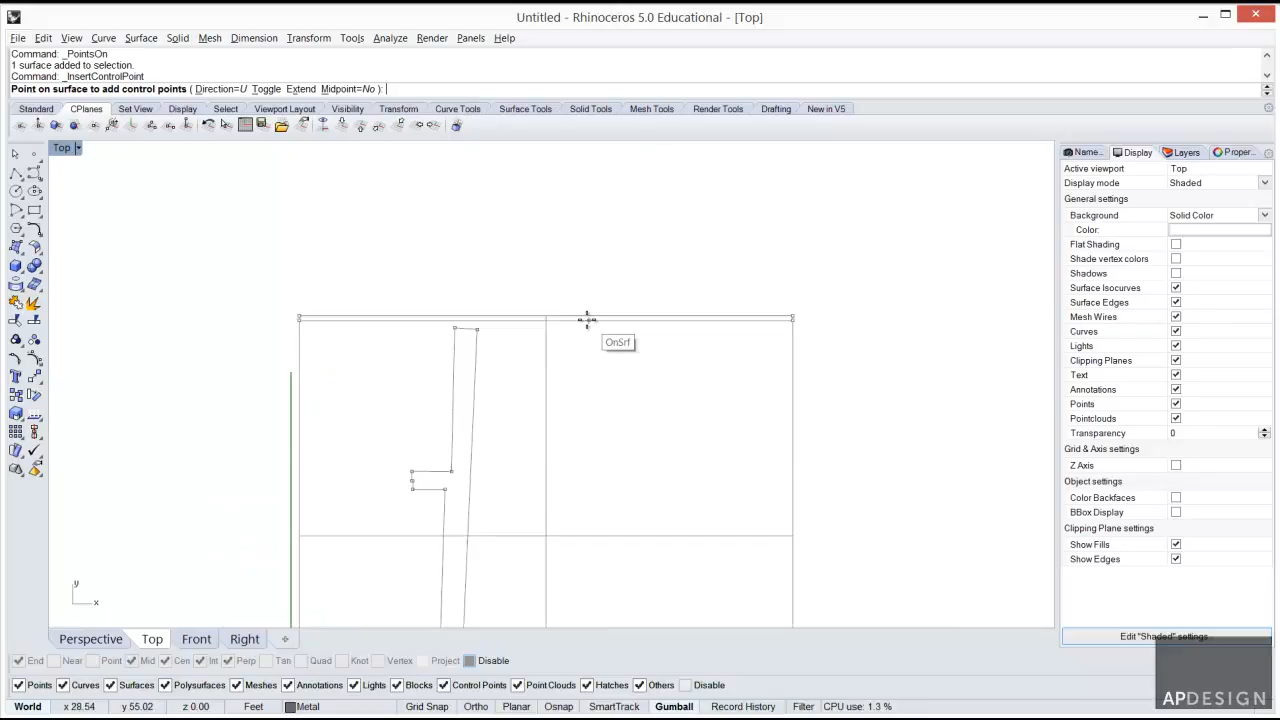 Untitled - Rhinoceros 5.0 Educational - [Top]
File Edit View Curve Surface Solid Mesh Dimension Transform Tools Analyze Render Panels Help
Command: _PointsOn
1 surface added to selection.
Command: _InsertControlPoint
Point on surface to add control points ( Direction=U Toggle Extend Midpoint=No ):
Standard CPlanes Set View Display Select Viewport Layout Visibility Transform Curve Tools Surface Tools Solid Tools Mesh Tools Render Tools Drafting New in V5
Top
Name... Display Layers Proper...
Active viewport Top
Display mode Shaded
General settings
Background Solid Color
Color:
Flat Shading
Shade vertex colors
Shadows
Surface Isocurves
Surface Edges
Mesh Wires
Curves
Lights
Clipping Planes
Text
Annotations
Points
Pointclouds
Transparency 0
Grid & Axis settings
Z Axis
Object settings
Color Backfaces
BBox Display
Clipping Plane settings
Show Fills
Show Edges
Edit "Shaded" settings
OnSrf
y
x
Perspective Top Front Right
End Near Point Mid Cen Int Perp Tan Quad Knot Vertex Project Disable
Points Curves Surfaces Polysurfaces Meshes Annotations Lights Blocks Control Points Point Clouds Hatches Others Disable
World x 28.54 y 55.02 z 0.00 Feet Metal Grid Snap Ortho Planar Osnap SmartTrack Gumball Record History Filter CPU use: 1.3 %
APDESIGN